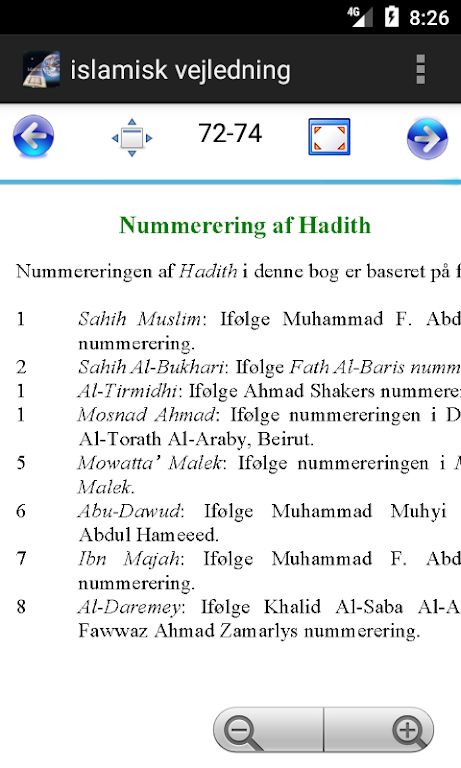 4G 8:26
islamisk vejledning
72-74
Nummerering af Hadith
Nummereringen af Hadith i denne bog er baseret på f
1 Sahih Muslim: Ifølge Muhammad F. Abd
nummerering.
2 Sahih Al-Bukhari: Ifølge Fath Al-Baris numm
1 Al-Tirmidhi: Ifølge Ahmad Shakers nummere
1 Mosnad Ahmad: Ifølge nummereringen i D
Al-Torath Al-Araby, Beirut.
5 Mowatta’ Malek: Ifølge nummereringen i M
Malek.
6 Abu-Dawud: Ifølge Muhammad Muhyi
Abdul Hameeed.
7 Ibn Majah: Ifølge Muhammad F. Abd
nummerering.
8 Al-Daremey: Ifølge Khalid Al-Saba Al-A
Fawwaz Ahmad Zamarlys nummerering.